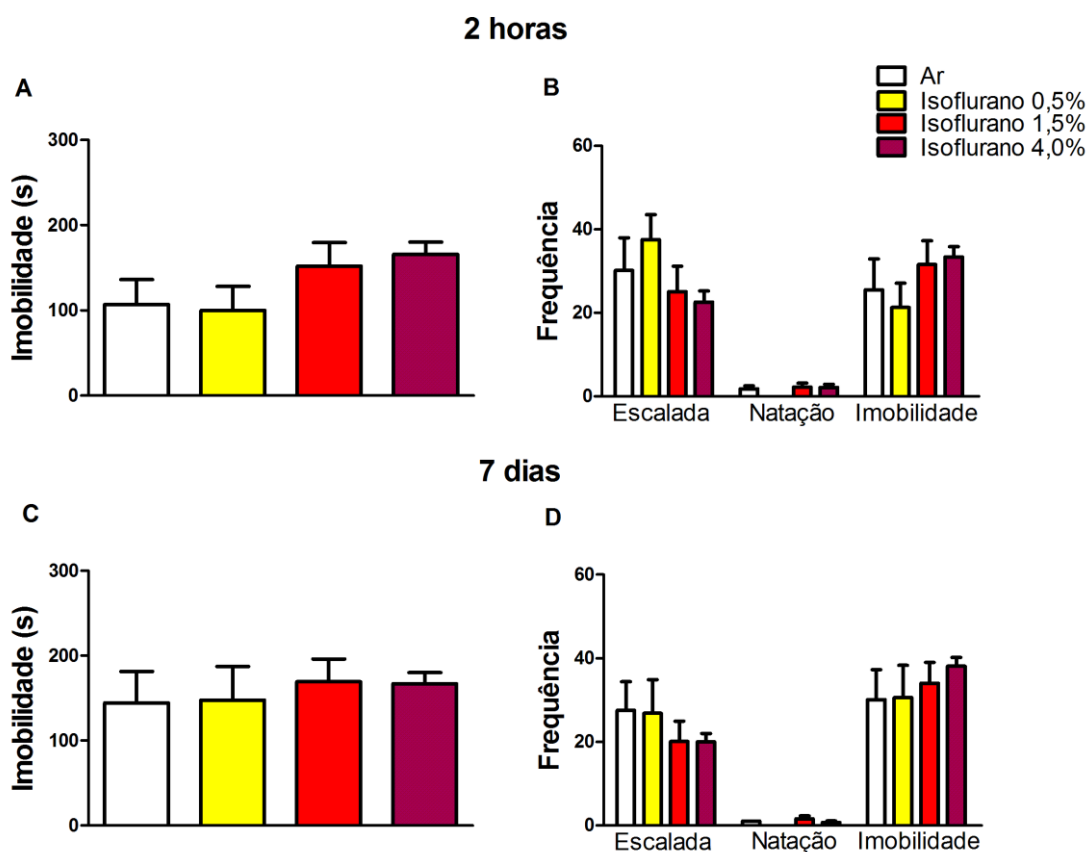 2 horas
A
Imobilidade (s)
300
200
100
0
B
Ar
Isoflurano 0,5%
Isoflurano 1,5%
Isoflurano 4,0%
Frequência
60
40
20
0
Escalada Natação Imobilidade
7 dias
C
Imobilidade (s)
300
200
100
0
D
Frequência
60
40
20
0
Escalada Natação Imobilidade